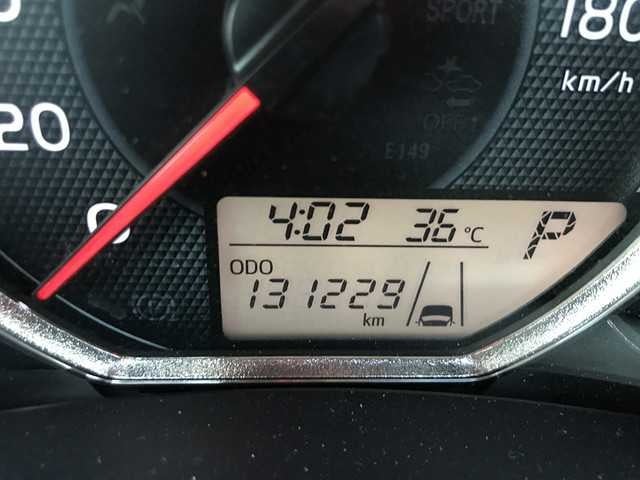 SPORT
180
km/h
20
OFF
E149
0
4:02 36 °C P
ODO
131229
km